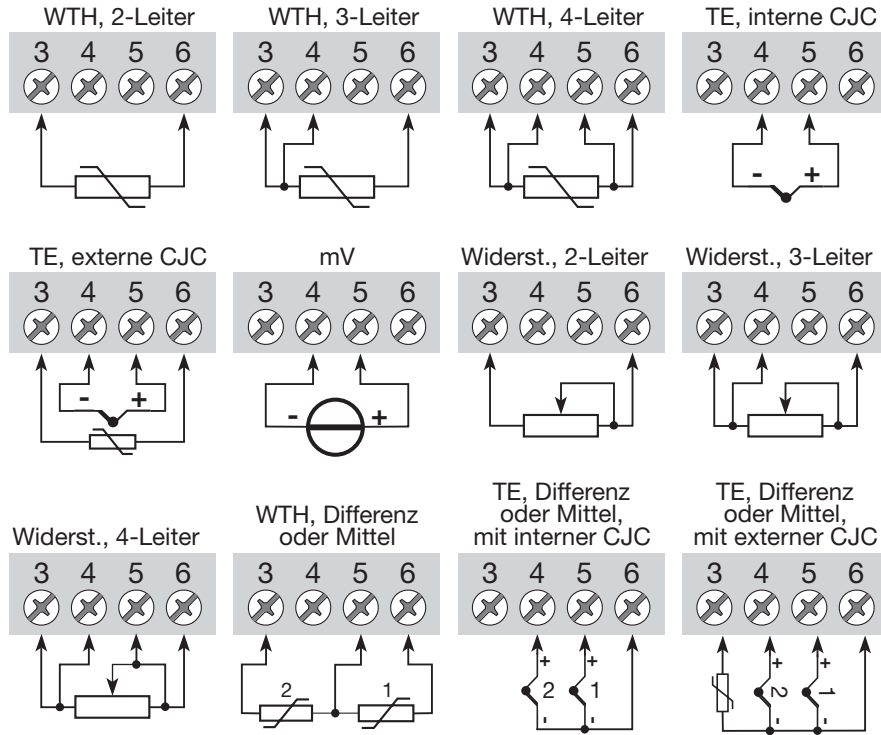 WTH, 2-Leiter
3 4 5 6
WTH, 3-Leiter
3 4 5 6
WTH, 4-Leiter
3 4 5 6
TE, interne CJC
3 4 5 6
- +
TE, externe CJC
3 4 5 6
- +
mV
3 4 5 6
- +
Widerst., 2-Leiter
3 4 5 6
Widerst., 3-Leiter
3 4 5 6
Widerst., 4-Leiter
3 4 5 6
WTH, Differenz
oder Mittel
3 4 5 6
2 1
TE, Differenz
oder Mittel,
mit interner CJC
3 4 5 6
+ +
2 1
- -
TE, Differenz
oder Mittel,
mit externer CJC
3 4 5 6
+ +
2 1
- -